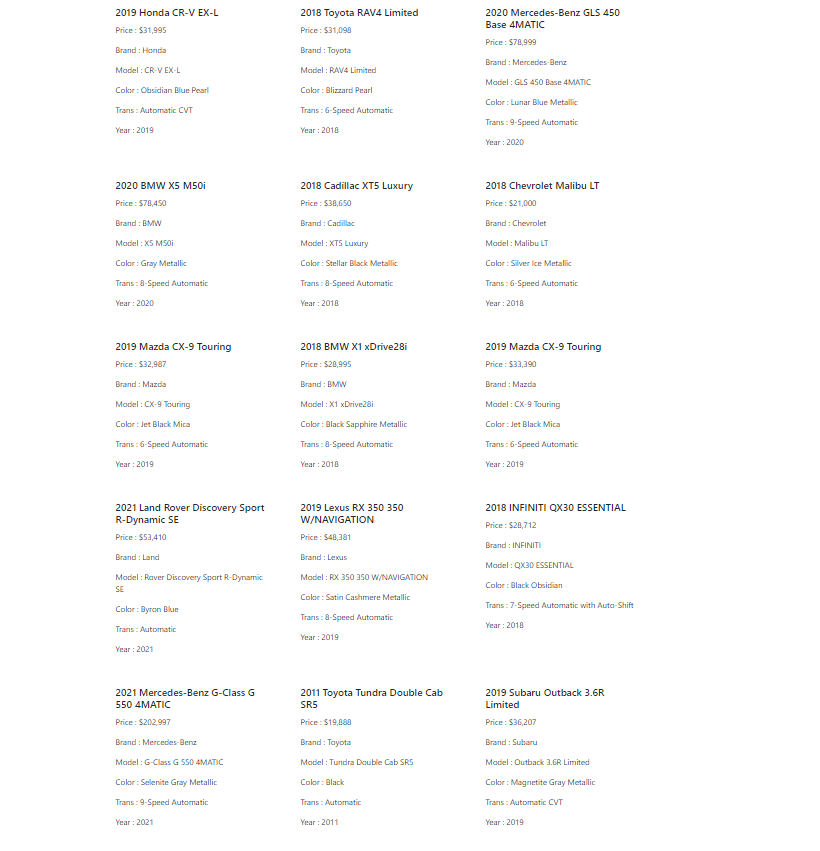 2019 Honda CR-V EX-L
Price : $31,995
Brand : Honda
Model : CR-V EX-L
Color : Obsidian Blue Pearl
Trans : Automatic CVT
Year : 2019
2018 Toyota RAV4 Limited
Price : $31,098
Brand : Toyota
Model : RAV4 Limited
Color : Blizzard Pearl
Trans : 6-Speed Automatic
Year : 2018
2020 Mercedes-Benz GLS 450
Base 4MATIC
Price : $78,999
Brand : Mercedes-Benz
Model : GLS 450 Base 4MATIC
Color : Lunar Blue Metallic
Trans : 9-Speed Automatic
Year : 2020
2020 BMW X5 M50i
Price : $78,450
Brand : BMW
Model : X5 M50i
Color : Gray Metallic
Trans : 8-Speed Automatic
Year : 2020
2018 Cadillac XT5 Luxury
Price : $38,650
Brand : Cadillac
Model : XT5 Luxury
Color : Stellar Black Metallic
Trans : 8-Speed Automatic
Year : 2018
2018 Chevrolet Malibu LT
Price : $21,000
Brand : Chevrolet
Model : Malibu LT
Color : Silver Ice Metallic
Trans : 6-Speed Automatic
Year : 2018
2019 Mazda CX-9 Touring
Price : $32,987
Brand : Mazda
Model : CX-9 Touring
Color : Jet Black Mica
Trans : 6-Speed Automatic
Year : 2019
2018 BMW X1 xDrive28i
Price : $28,995
Brand : BMW
Model : X1 xDrive28i
Color : Black Sapphire Metallic
Trans : 8-Speed Automatic
Year : 2018
2019 Mazda CX-9 Touring
Price : $33,390
Brand : Mazda
Model : CX-9 Touring
Color : Jet Black Mica
Trans : 6-Speed Automatic
Year : 2019
2021 Land Rover Discovery Sport
R-Dynamic SE
Price : $53,410
Brand : Land
Model : Rover Discovery Sport R-Dynamic
SE
Color : Byron Blue
Trans : Automatic
Year : 2021
2019 Lexus RX 350 350
W/NAVIGATION
Price : $48,381
Brand : Lexus
Model : RX 350 350 W/NAVIGATION
Color : Satin Cashmere Metallic
Trans : 8-Speed Automatic
Year : 2019
2018 INFINITI QX30 ESSENTIAL
Price : $28,712
Brand : INFINITI
Model : QX30 ESSENTIAL
Color : Black Obsidian
Trans : 7-Speed Automatic with Auto-Shift
Year : 2018
2021 Mercedes-Benz G-Class G
550 4MATIC
Price : $202,997
Brand : Mercedes-Benz
Model : G-Class G 550 4MATIC
Color : Selenite Gray Metallic
Trans : 9-Speed Automatic
Year : 2021
2011 Toyota Tundra Double Cab
SR5
Price : $19,888
Brand : Toyota
Model : Tundra Double Cab SR5
Color : Black
Trans : Automatic
Year : 2011
2019 Subaru Outback 3.6R
Limited
Price : $36,207
Brand : Subaru
Model : Outback 3.6R Limited
Color : Magnetite Gray Metallic
Trans : Automatic CVT
Year : 2019